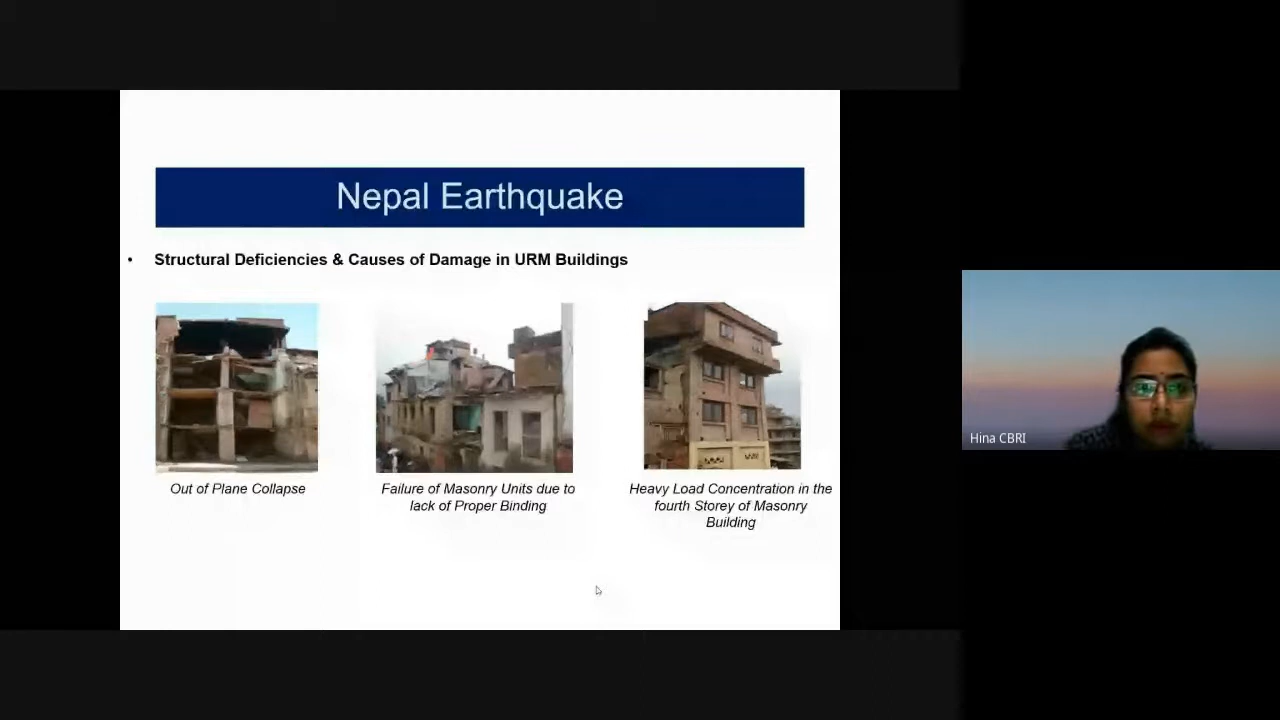 Nepal Earthquake
• Structural Deficiencies & Causes of Damage in URM Buildings
Out of Plane Collapse
Failure of Masonry Units due to
lack of Proper Binding
Heavy Load Concentration in the
fourth Storey of Masonry
Building
Hina CBRI